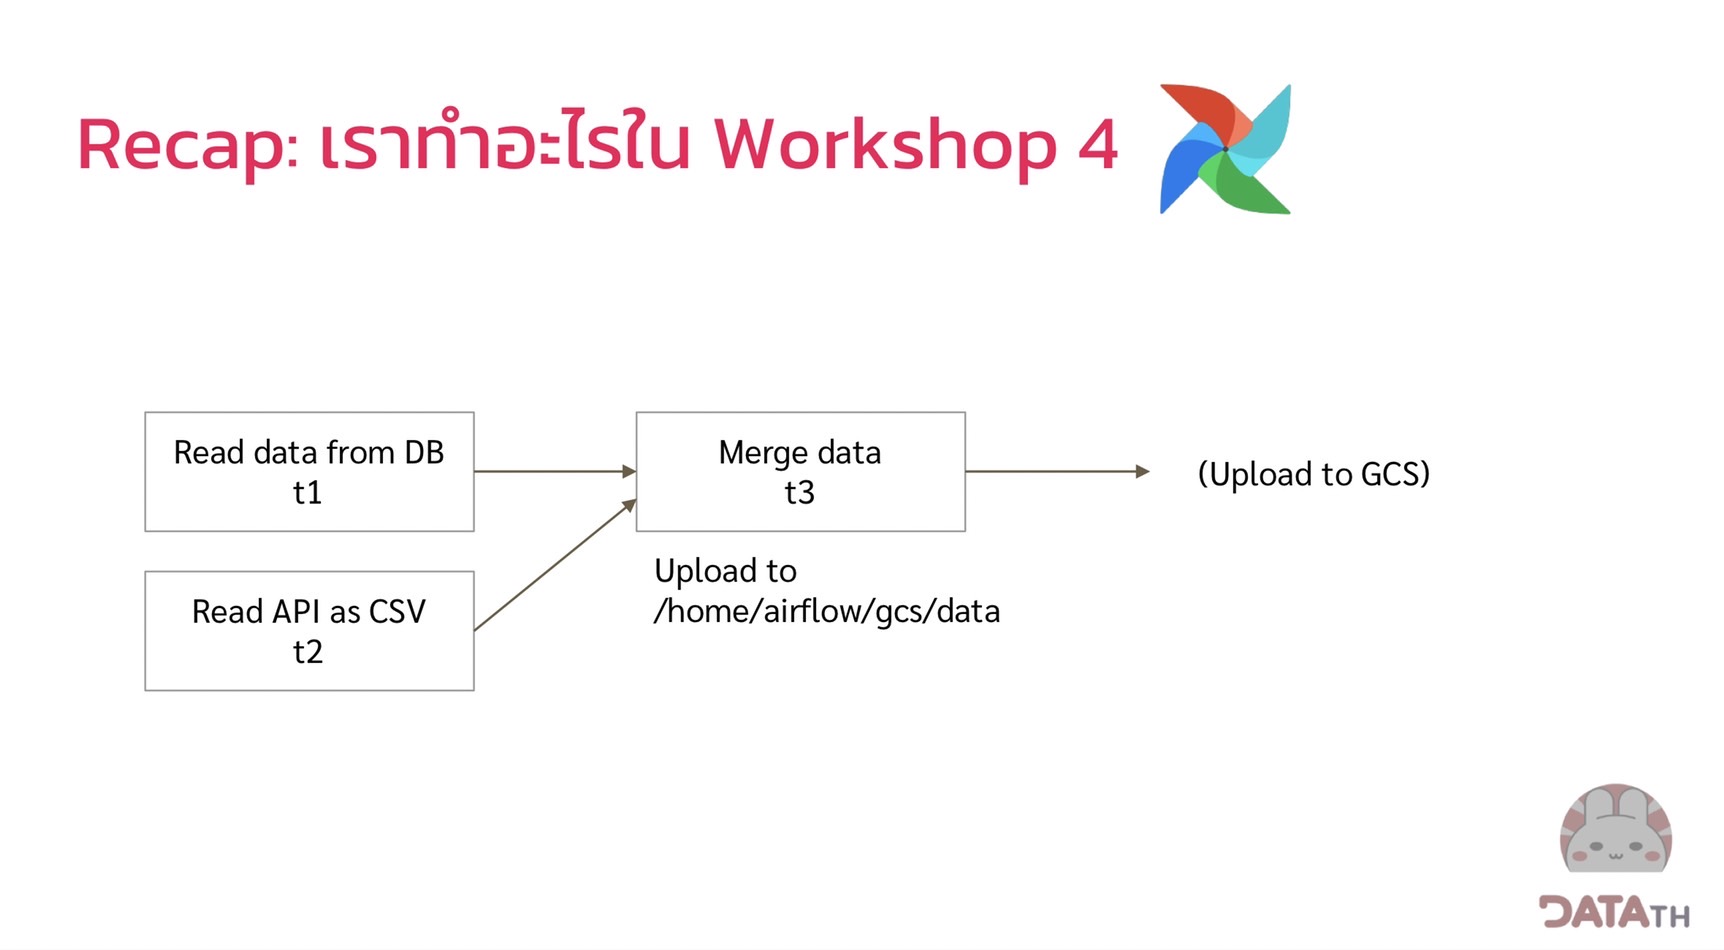 Recap: เราทำอะไรใน Workshop 4
Read data from DB
t1
Merge data
t3
(Upload to GCS)
Upload to
/home/airflow/gcs/data
Read API as CSV
t2
DATATH